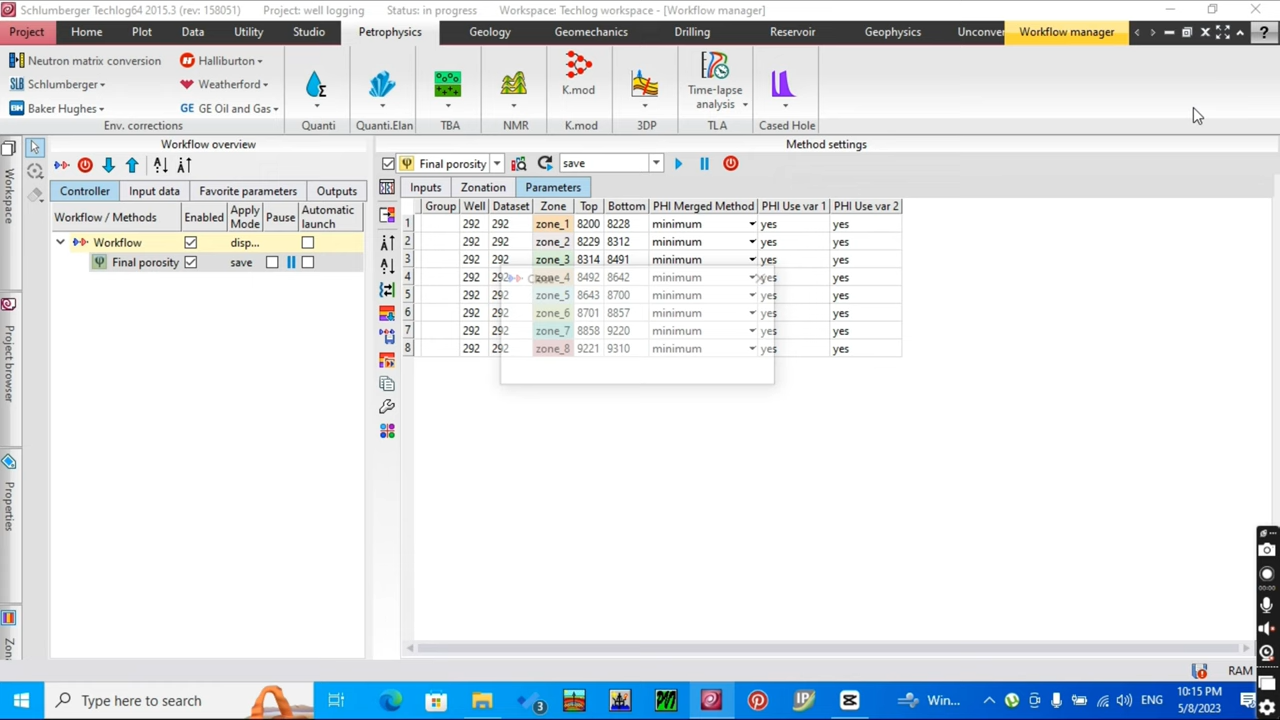 Schlumberger Techlog64 2015.3 (rev: 158051) Project: well logging Status: in progress Workspace: Techlog workspace - [Workflow manager]
Project Home Plot Data Utility Studio Petrophysics Geology Geomechanics Drilling Reservoir Geophysics Unconver Workflow manager ?
Neutron matrix conversion Halliburton
SLB Schlumberger Weatherford
BH Baker Hughes GE GE Oil and Gas
Env. corrections
Quanti
Quanti.Elan
TBA
NMR
K.mod
K.mod
3DP
Time-lapse
analysis
TLA
Cased Hole
Workflow overview
Controller Input data Favorite parameters Outputs
Workflow / Methods Enabled Apply Mode Pause Automatic launch
Workflow disp...
Final porosity save
Method settings
Final porosity save
Inputs Zonation Parameters
Group Well Dataset Zone Top Bottom PHI Merged Method PHI Use var 1 PHI Use var 2
1 292 292 zone_1 8200 8228 minimum yes yes
2 292 292 zone_2 8229 8312 minimum yes yes
3 292 292 zone_3 8314 8491 minimum yes yes
4 292 292 zone_4 8492 8642 minimum yes yes
5 292 292 zone_5 8643 8700 minimum yes yes
6 292 292 zone_6 8701 8857 minimum yes yes
7 292 292 zone_7 8858 9220 minimum yes yes
8 292 292 zone_8 9221 9310 minimum yes yes
Workspace
Project browser
Properties
Zona
RAM
Type here to search
3
IP
Win...
ENG
10:15 PM
5/8/2023